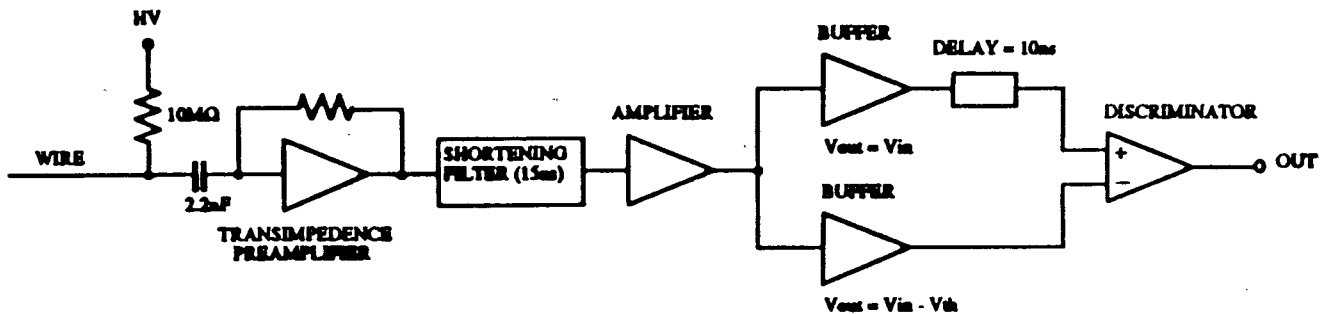 HV
10MΩ
WIRE
2.2nF
TRANSIMPEDENCE
PREAMPLIFIER
SHORTENING
FILTER (15ns)
AMPLIFIER
BUFFER
Vout = Vin
DELAY = 10ns
BUFFER
Vout = Vin - Vth
DISCRIMINATOR
+
−
OUT